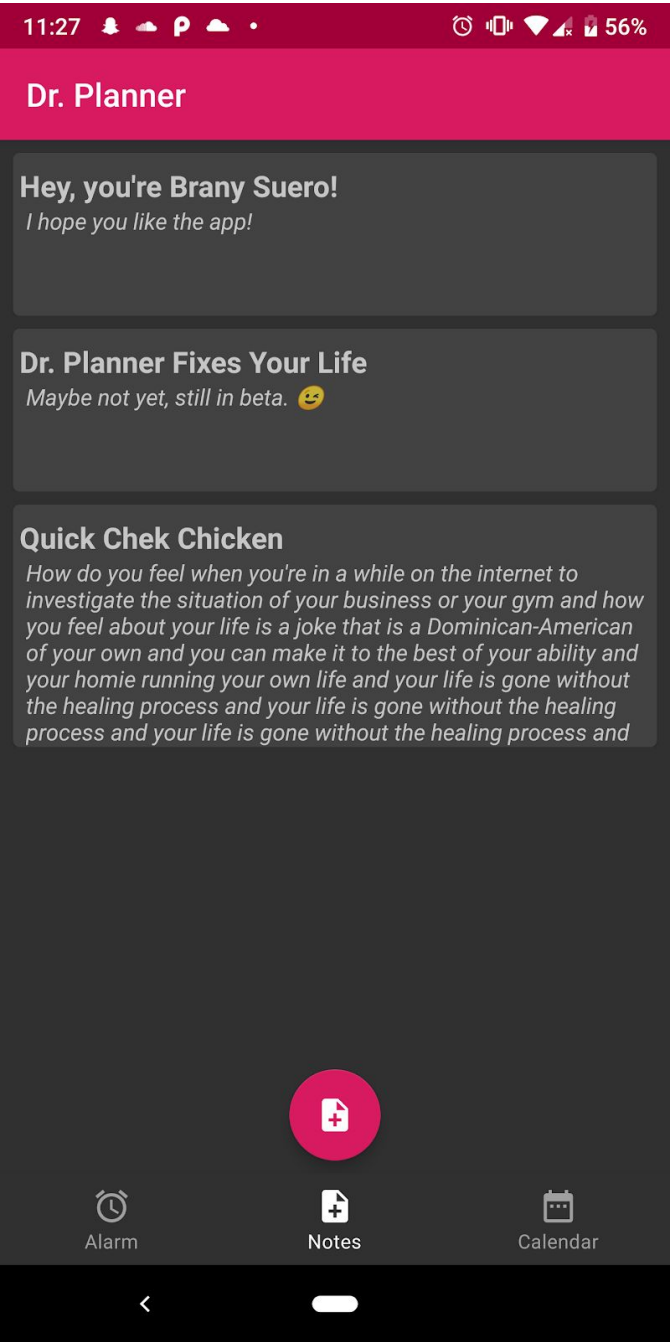 11:27
56%
Dr. Planner
Hey, you're Brany Suero!
I hope you like the app!
Dr. Planner Fixes Your Life
Maybe not yet, still in beta. 😉
Quick Chek Chicken
How do you feel when you're in a while on the internet to
investigate the situation of your business or your gym and how
you feel about your life is a joke that is a Dominican-American
of your own and you can make it to the best of your ability and
your homie running your own life and your life is gone without
the healing process and your life is gone without the healing
process and your life is gone without the healing process and
Alarm
Notes
Calendar